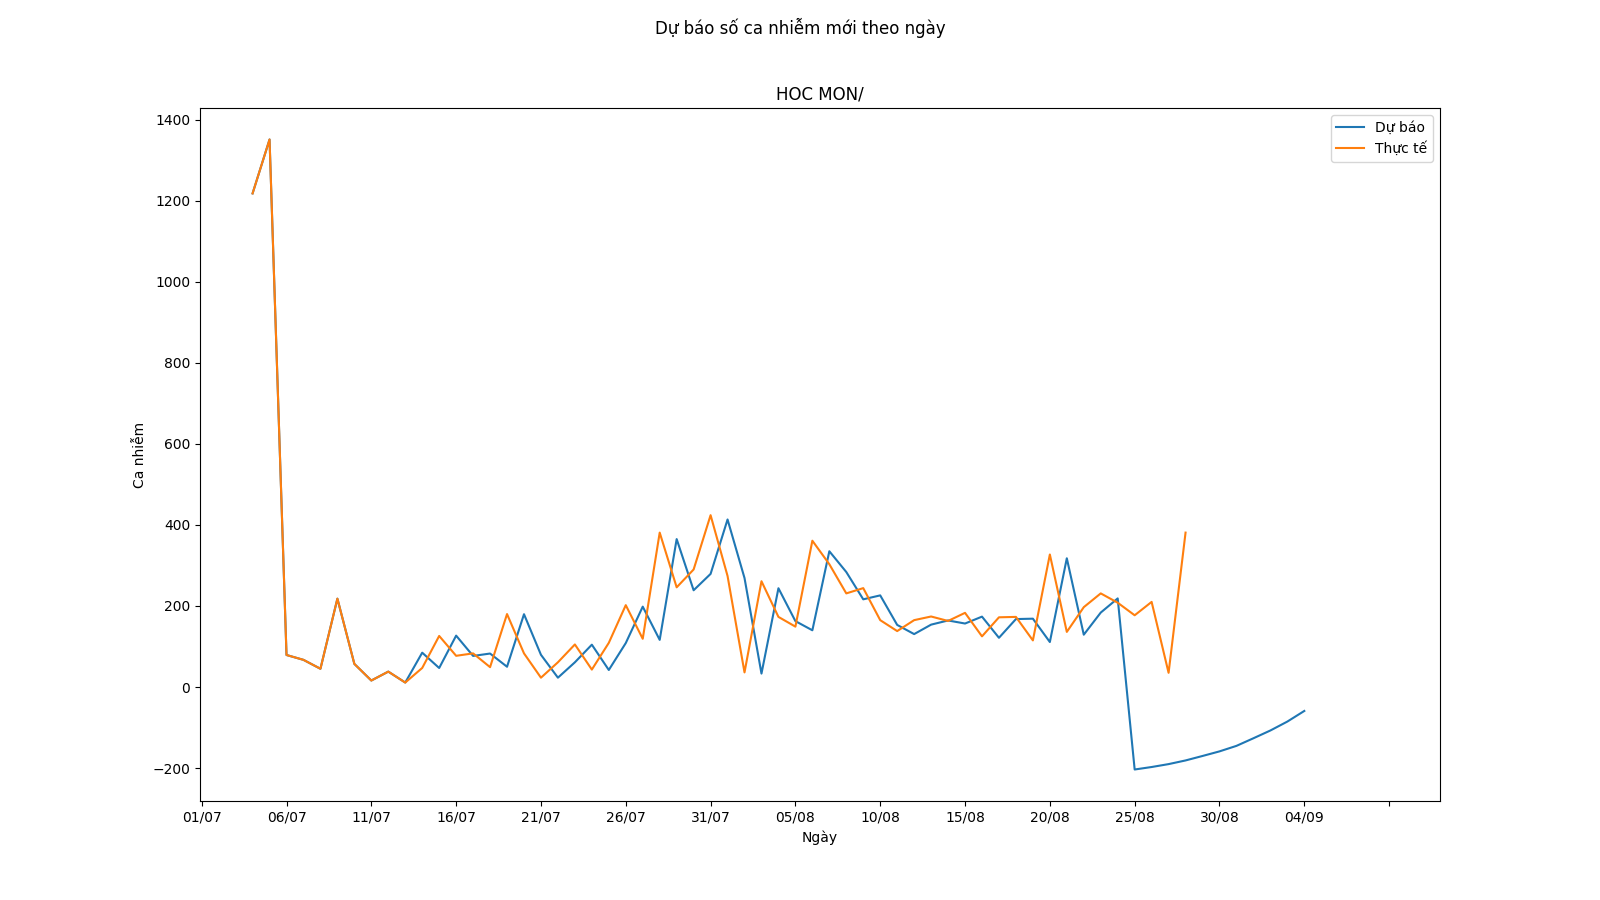 Dự báo số ca nhiễm mới theo ngày
HOC MON/
Dự báo
Thực tế
1400
1200
1000
800
600
400
200
0
−200
Ca nhiễm
01/07 06/07 11/07 16/07 21/07 26/07 31/07 05/08 10/08 15/08 20/08 25/08 30/08 04/09
Ngày